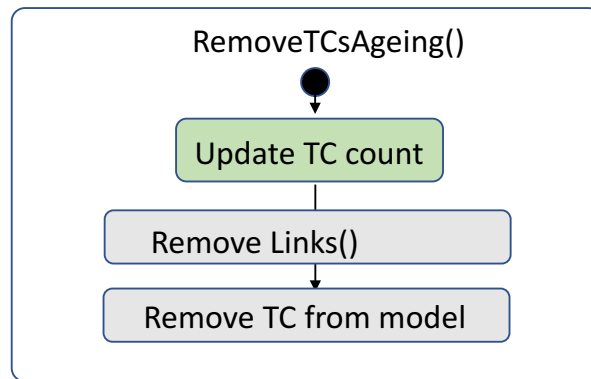 RemoveTCsAgeing()
Update TC count
Remove Links()
Remove TC from model